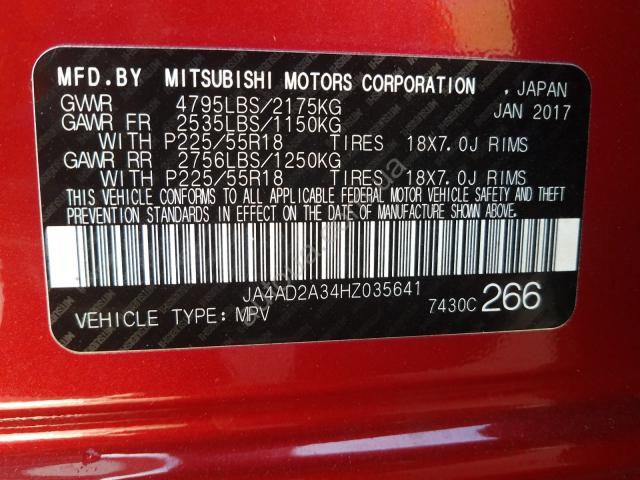 MFD.BY MITSUBISHI MOTORS CORPORATION , JAPAN
GWWR 4795LBS/2175KG JAN 2017
GAWR FR 2535LBS/1150KG
WITH P225/55R18 TIRES 18X7.0J RIMS
GAWR RR 2756LBS/1250KG
WITH P225/55R18 TIRES 18X7.0J RIMS
THIS VEHICLE CONFORMS TO ALL APPLICABLE FEDERAL MOTOR VEHICLE SAFETY AND THEFT
PREVENTION STANDARDS IN EFFECT ON THE DATE OF MANUFACTURE SHOWN ABOVE.
JA4AD2A34HZ035641
VEHICLE TYPE: MPV 7430C 266